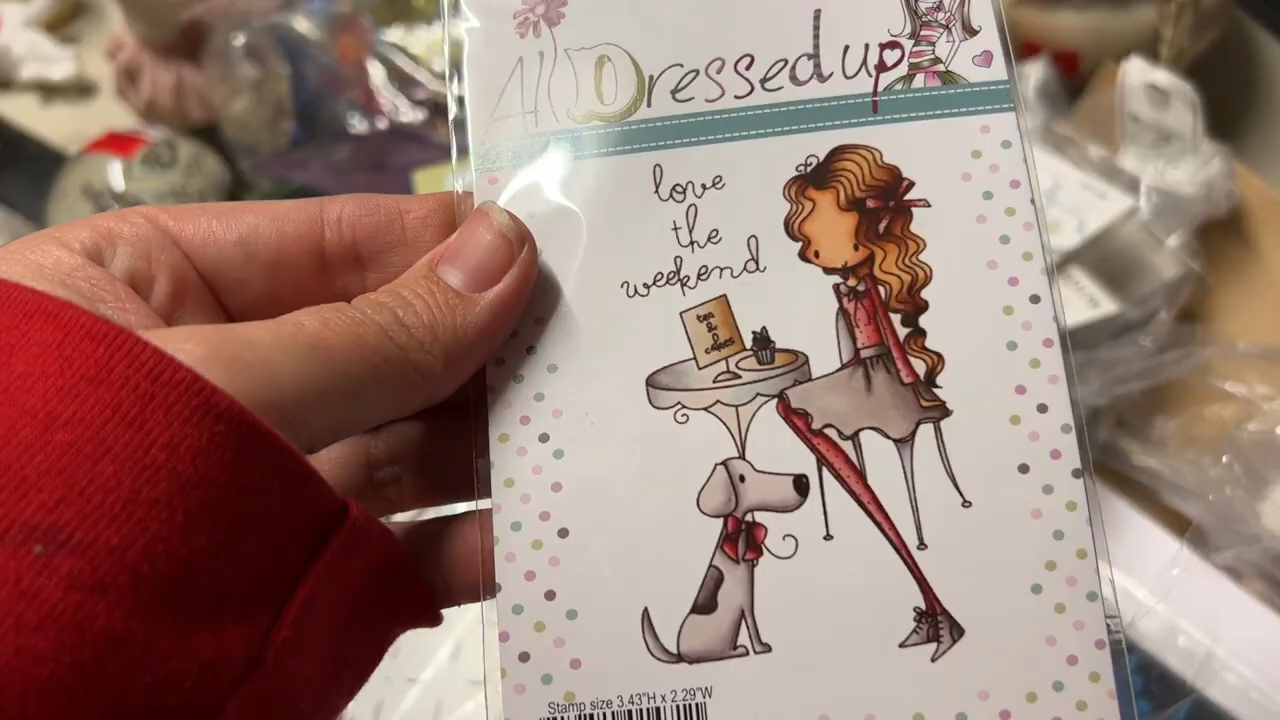 All Dressed up
love
the
weekend
tea
&
cakes
Stamp size 3.43"H x 2.29"W